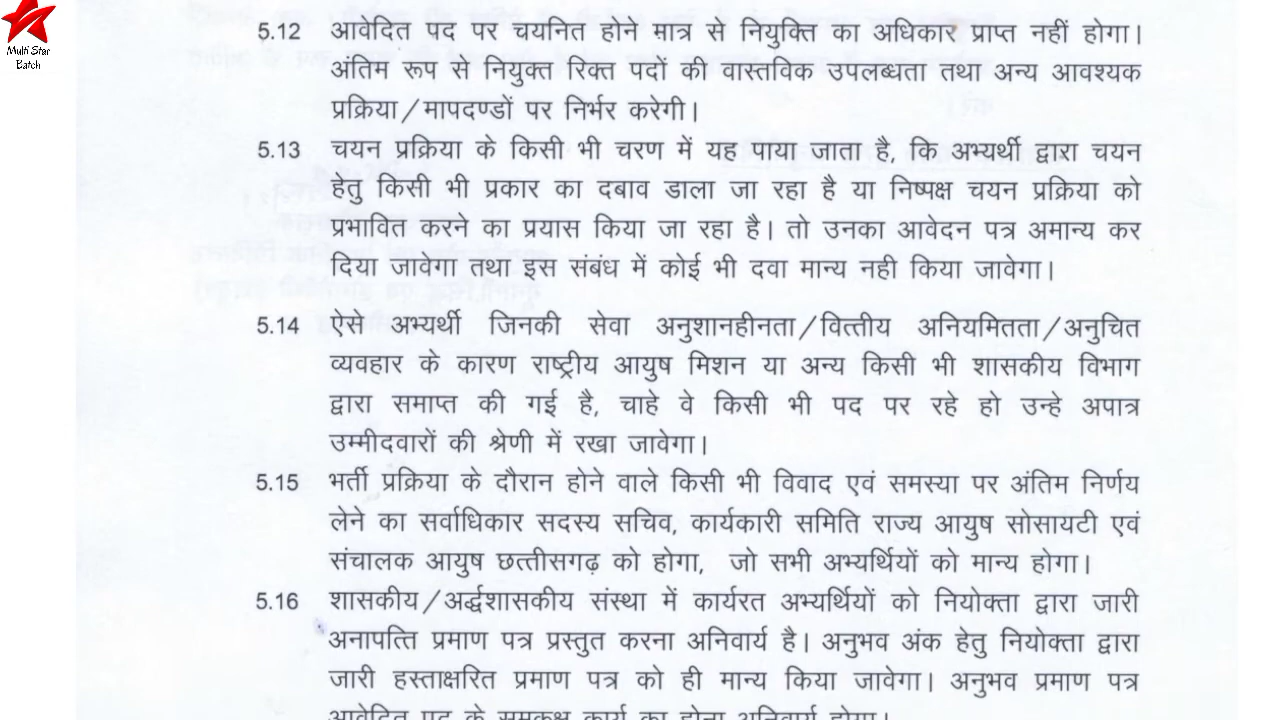 Multi Star
Batch
5.12 आवेदित पद पर चयनित होने मात्र से नियुक्ति का अधिकार प्राप्त नहीं होगा।
अंतिम रूप से नियुक्त रिक्त पदों की वास्तविक उपलब्धता तथा अन्य आवश्यक
प्रक्रिया/मापदण्डों पर निर्भर करेगी।
5.13 चयन प्रक्रिया के किसी भी चरण में यह पाया जाता है, कि अभ्यर्थी द्वारा चयन
हेतु किसी भी प्रकार का दबाव डाला जा रहा है या निष्पक्ष चयन प्रक्रिया को
प्रभावित करने का प्रयास किया जा रहा है। तो उनका आवेदन पत्र अमान्य कर
दिया जावेगा तथा इस संबंध में कोई भी दवा मान्य नही किया जावेगा।
5.14 ऐसे अभ्यर्थी जिनकी सेवा अनुशानहीनता/वित्तीय अनियमितता/अनुचित
व्यवहार के कारण राष्ट्रीय आयुष मिशन या अन्य किसी भी शासकीय विभाग
द्वारा समाप्त की गई है, चाहे वे किसी भी पद पर रहे हो उन्हे अपात्र
उम्मीदवारों की श्रेणी में रखा जावेगा।
5.15 भर्ती प्रक्रिया के दौरान होने वाले किसी भी विवाद एवं समस्या पर अंतिम निर्णय
लेने का सर्वाधिकार सदस्य सचिव, कार्यकारी समिति राज्य आयुष सोसायटी एवं
संचालक आयुष छत्तीसगढ़ को होगा, जो सभी अभ्यर्थियों को मान्य होगा।
5.16 शासकीय/अर्द्धशासकीय संस्था में कार्यरत अभ्यर्थियों को नियोक्ता द्वारा जारी
अनापत्ति प्रमाण पत्र प्रस्तुत करना अनिवार्य है। अनुभव अंक हेतु नियोक्ता द्वारा
जारी हस्ताक्षरित प्रमाण पत्र को ही मान्य किया जावेगा। अनुभव प्रमाण पत्र
आवेदित पद के समकक्ष कार्य का होना अनिवार्य होगा।